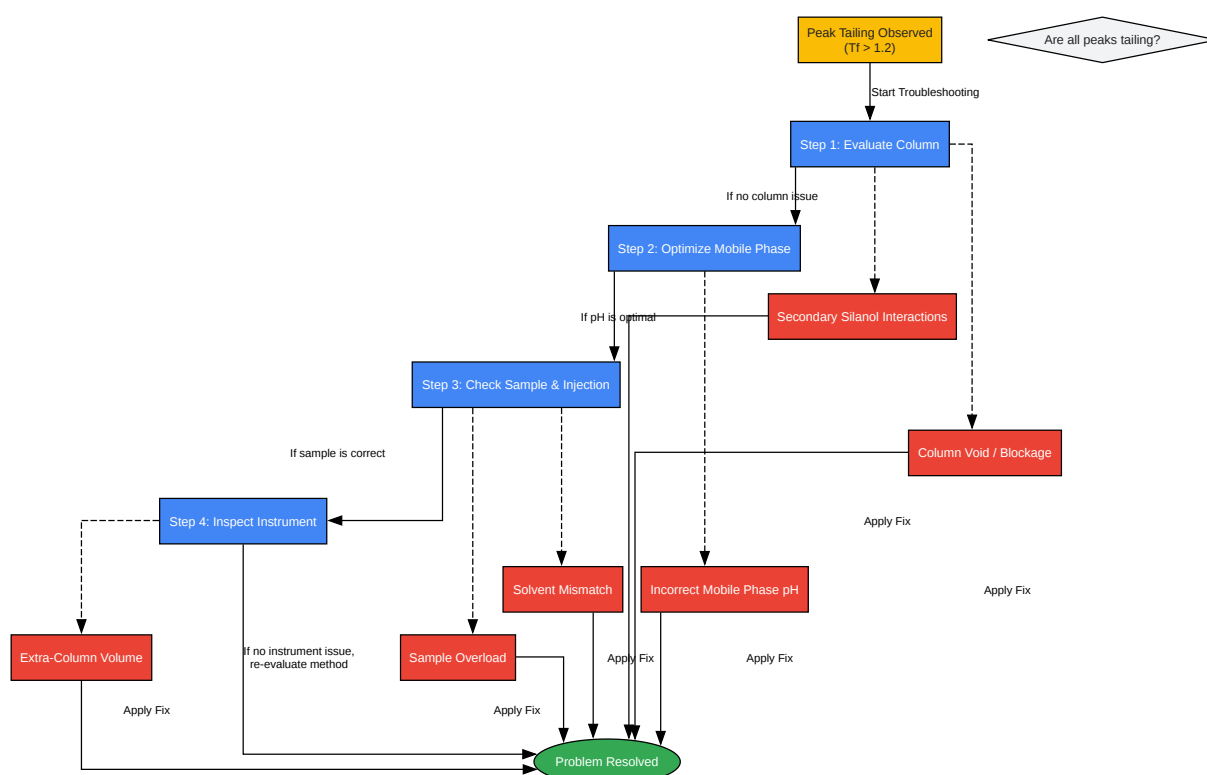 Peak Tailing Observed
(Tf > 1.2)
Are all peaks tailing?
Start Troubleshooting
Step 1: Evaluate Column
If no column issue
Step 2: Optimize Mobile Phase
If pH is optimal
Secondary Silanol Interactions
Step 3: Check Sample & Injection
If sample is correct
Column Void / Blockage
Step 4: Inspect Instrument
Apply Fix
Solvent Mismatch
Incorrect Mobile Phase pH
Apply Fix
Extra-Column Volume
If no instrument issue,
re-evaluate method
Sample Overload
Apply Fix
Apply Fix
Apply Fix
Apply Fix
Problem Resolved